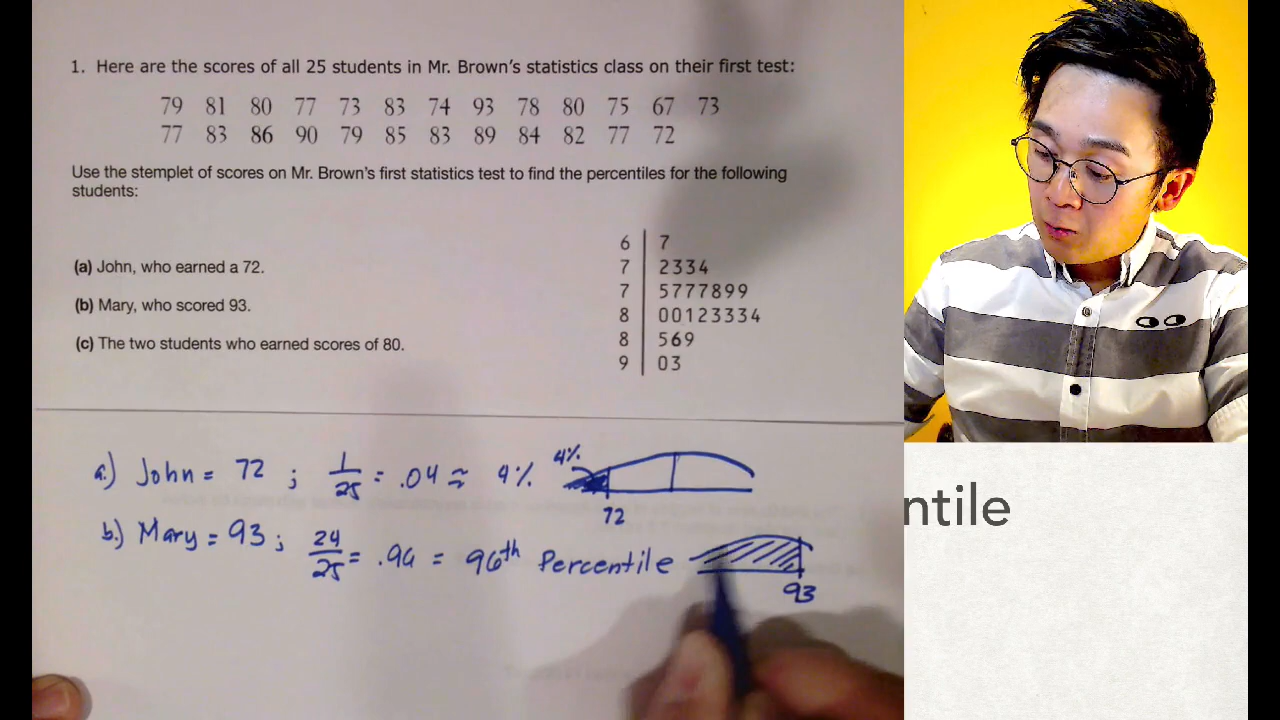 1. Here are the scores of all 25 students in Mr. Brown's statistics class on their first test:
79 81 80 77 73 83 74 93 78 80 75 67 73
77 83 86 90 79 85 83 89 84 82 77 72
Use the stemplet of scores on Mr. Brown's first statistics test to find the percentiles for the following
students:
(a) John, who earned a 72.
(b) Mary, who scored 93.
(c) The two students who earned scores of 80.
6 | 7
7 | 2334
7 | 5777899
8 | 00123334
8 | 569
9 | 03
a.) John = 72 ; 1/25 = .04 ≈ 4% 4%
72
b.) Mary = 93 ; 24/25 = .96 = 96th Percentile
93
ntile